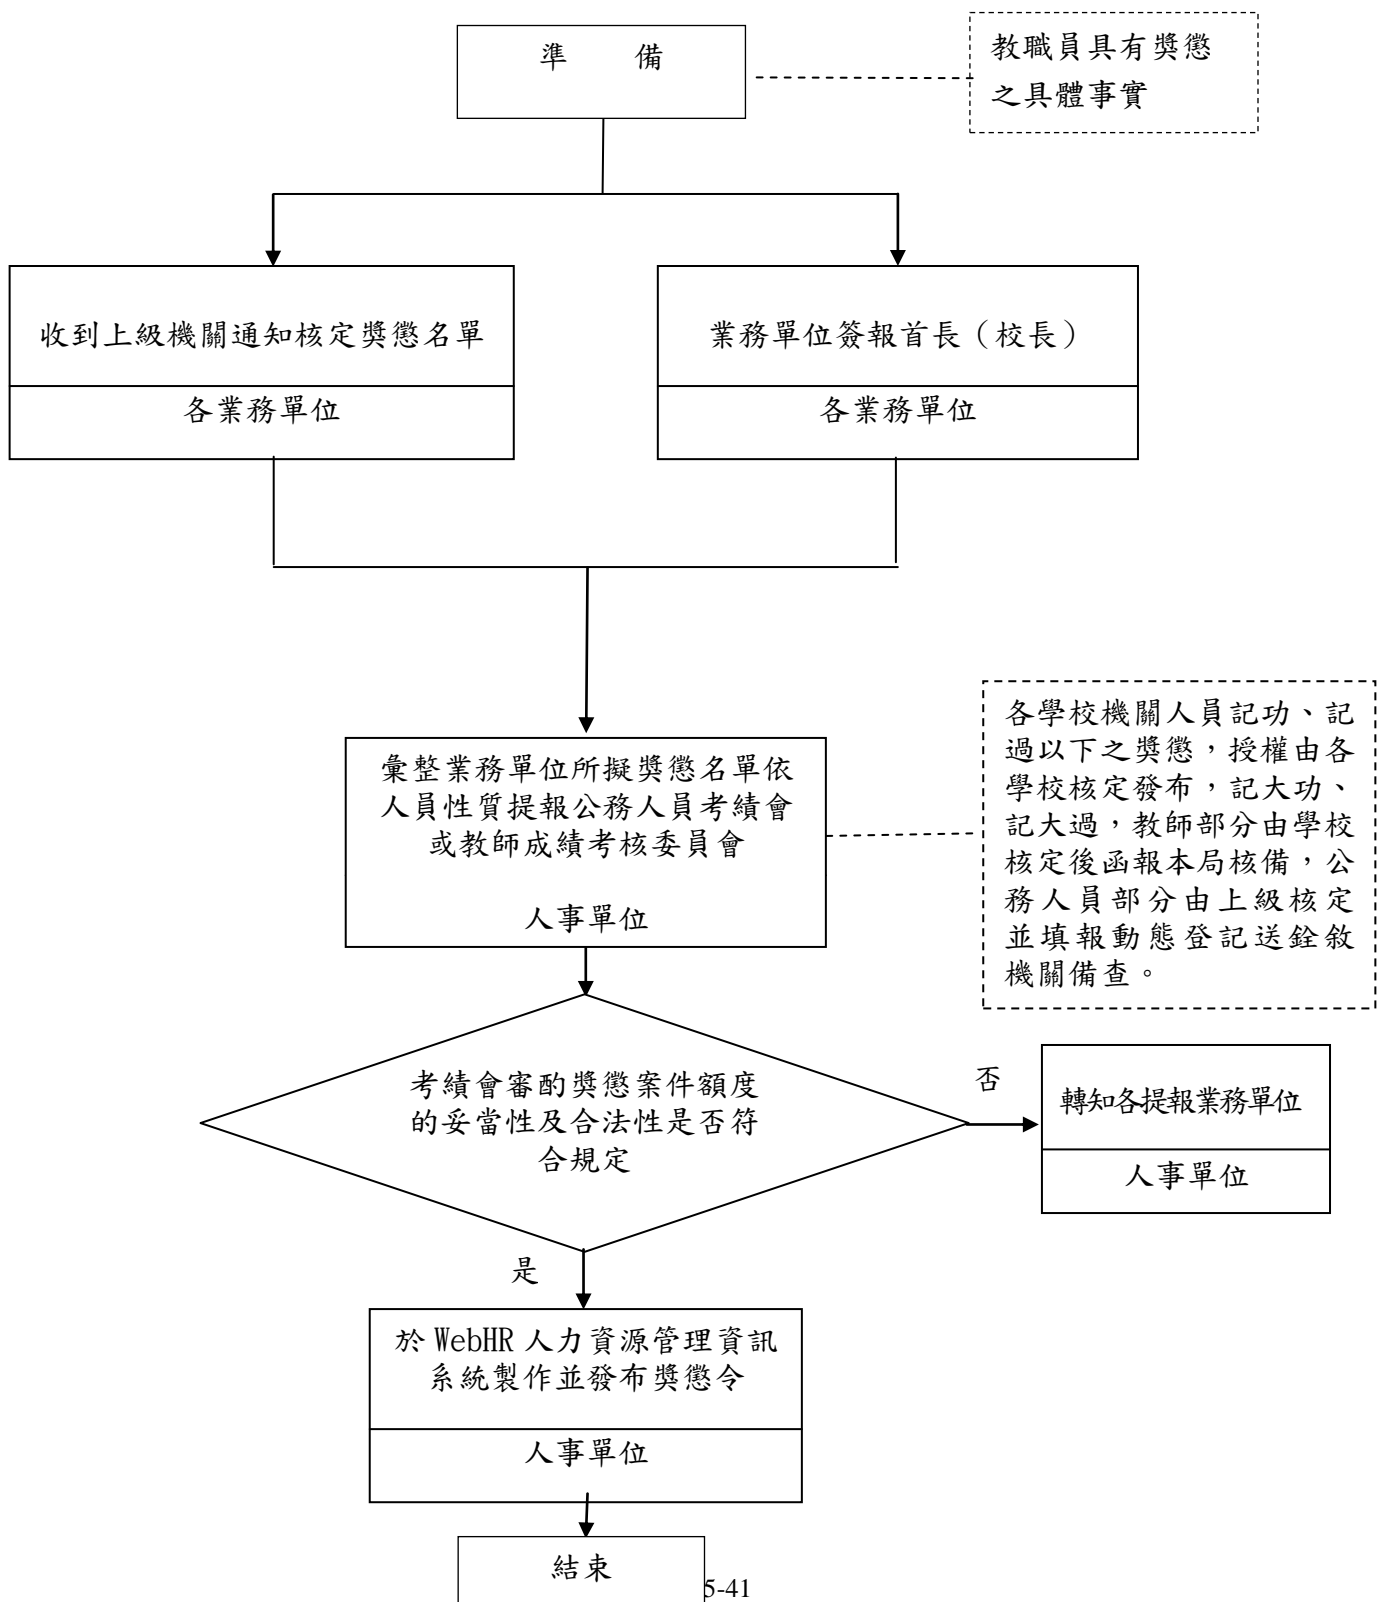 準 備
教職員具有獎懲
之具體事實
收到上級機關通知核定獎懲名單
各業務單位
業務單位簽報首長（校長）
各業務單位
彙整業務單位所擬獎懲名單依
人員性質提報公務人員考績會
或教師成績考核委員會
人事單位
各學校機關人員記功、記
過以下之獎懲，授權由各
學校核定發布，記大功、
記大過，教師部分由學校
核定後函報本局核備，公
務人員部分由上級核定
並填報動態登記送銓敘
機關備查。
考績會審酌獎懲案件額度
的妥當性及合法性是否符
合規定
否
轉知各提報業務單位
人事單位
是
於 WebHR 人力資源管理資訊
系統製作並發布獎懲令
人事單位
結束
5-41